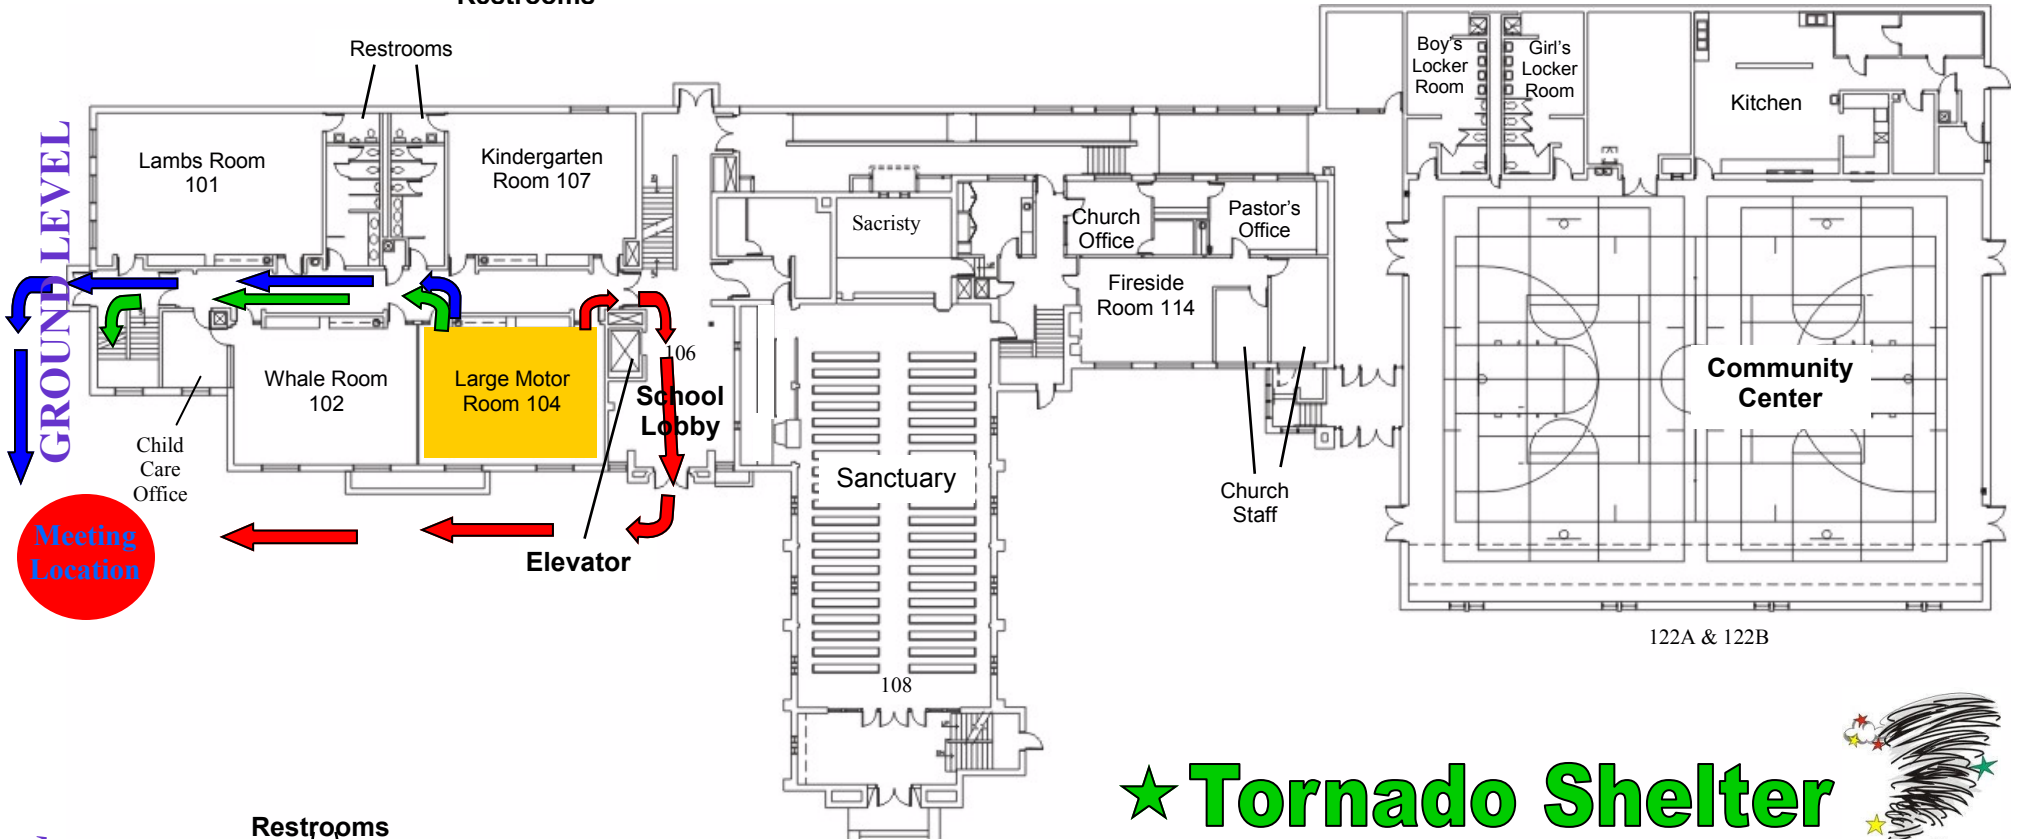 Restrooms
Restrooms
Boy's
Locker
Room
Girl's
Locker
Room
Kitchen
Lambs Room
101
Kindergarten
Room 107
GROUND LEVEL
Sacristy
Church
Office
Pastor's
Office
Fireside
Room 114
106
School
Lobby
Whale Room
102
Large Motor
Room 104
Community
Center
Child
Care
Office
Sanctuary
Church
Staff
Meeting
Location
Elevator
122A & 122B
108
Tornado Shelter
Restrooms